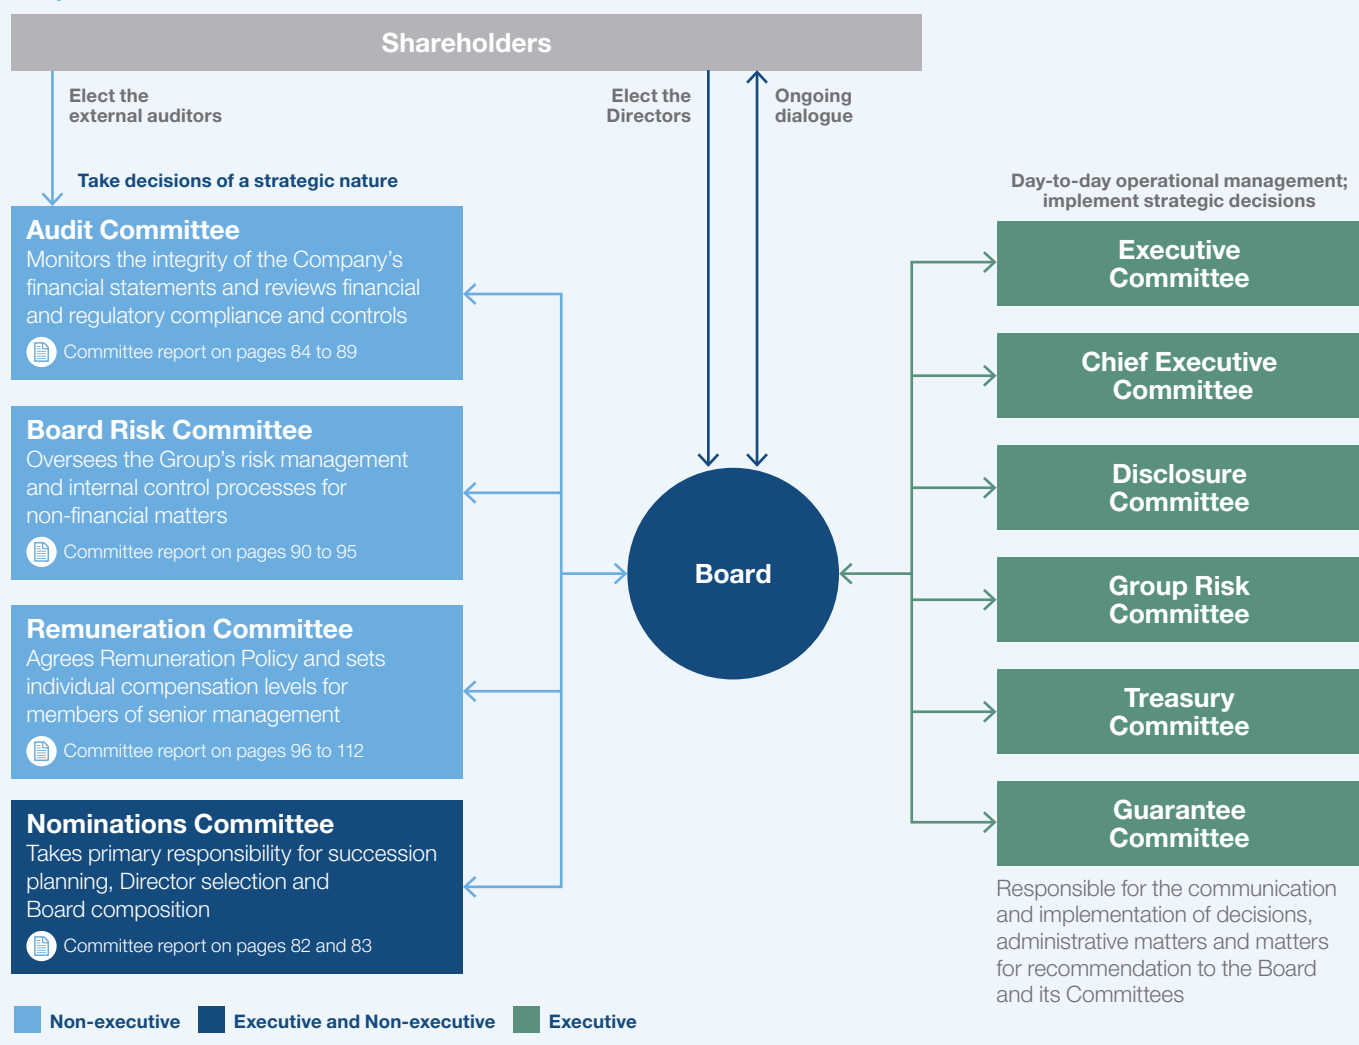 Shareholders
Elect the
external auditors
Elect the
Directors
Ongoing
dialogue
Take decisions of a strategic nature
Audit Committee
Monitors the integrity of the Company's
financial statements and reviews financial
and regulatory compliance and controls
Committee report on pages 84 to 89
Board Risk Committee
Oversees the Group's risk management
and internal control processes for
non-financial matters
Committee report on pages 90 to 95
Remuneration Committee
Agrees Remuneration Policy and sets
individual compensation levels for
members of senior management
Committee report on pages 96 to 112
Nominations Committee
Takes primary responsibility for succession
planning, Director selection and
Board composition
Committee report on pages 82 and 83
Board
Day-to-day operational management;
implement strategic decisions
Executive
Committee
Chief Executive
Committee
Disclosure
Committee
Group Risk
Committee
Treasury
Committee
Guarantee
Committee
Responsible for the communication
and implementation of decisions,
administrative matters and matters
for recommendation to the Board
and its Committees
Non-executive
Executive and Non-executive
Executive